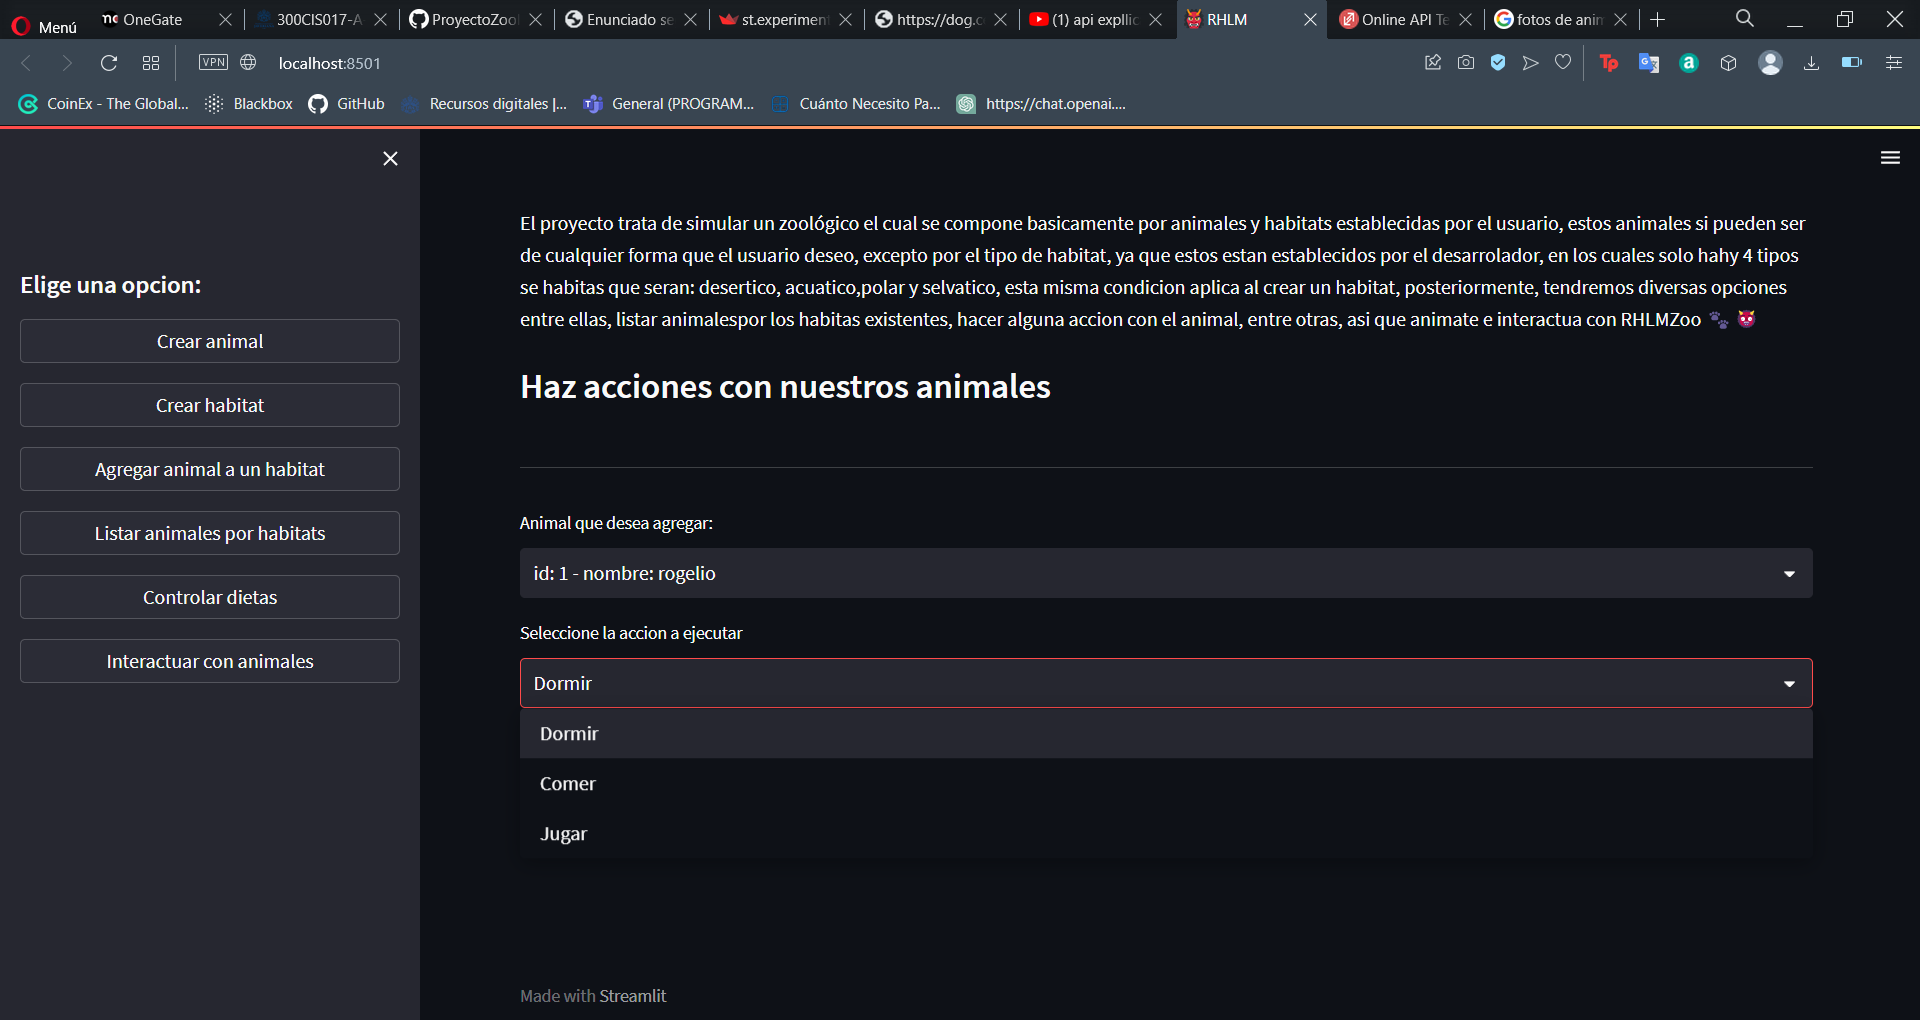 Menú
OneGate
300CIS017-A
ProyectoZool
Enunciado se
st.experimen
https://dog.c
(1) api expllic
RHLM
Online API Te
fotos de anim
VPN
localhost:8501
CoinEx - The Global...
Blackbox
GitHub
Recursos digitales |...
General (PROGRAM...
Cuánto Necesito Pa...
https://chat.openai....
Elige una opcion:
Crear animal
Crear habitat
Agregar animal a un habitat
Listar animales por habitats
Controlar dietas
Interactuar con animales
El proyecto trata de simular un zoológico el cual se compone basicamente por animales y habitats establecidas por el usuario, estos animales si pueden ser
de cualquier forma que el usuario deseo, excepto por el tipo de habitat, ya que estos estan establecidos por el desarrolador, en los cuales solo hahy 4 tipos
se habitas que seran: desertico, acuatico,polar y selvatico, esta misma condicion aplica al crear un habitat, posteriormente, tendremos diversas opciones
entre ellas, listar animalespor los habitas existentes, hacer alguna accion con el animal, entre otras, asi que animate e interactua con RHLMZoo 🐾 👹
Haz acciones con nuestros animales
Animal que desea agregar:
id: 1 - nombre: rogelio
Seleccione la accion a ejecutar
Dormir
Dormir
Comer
Jugar
Made with Streamlit